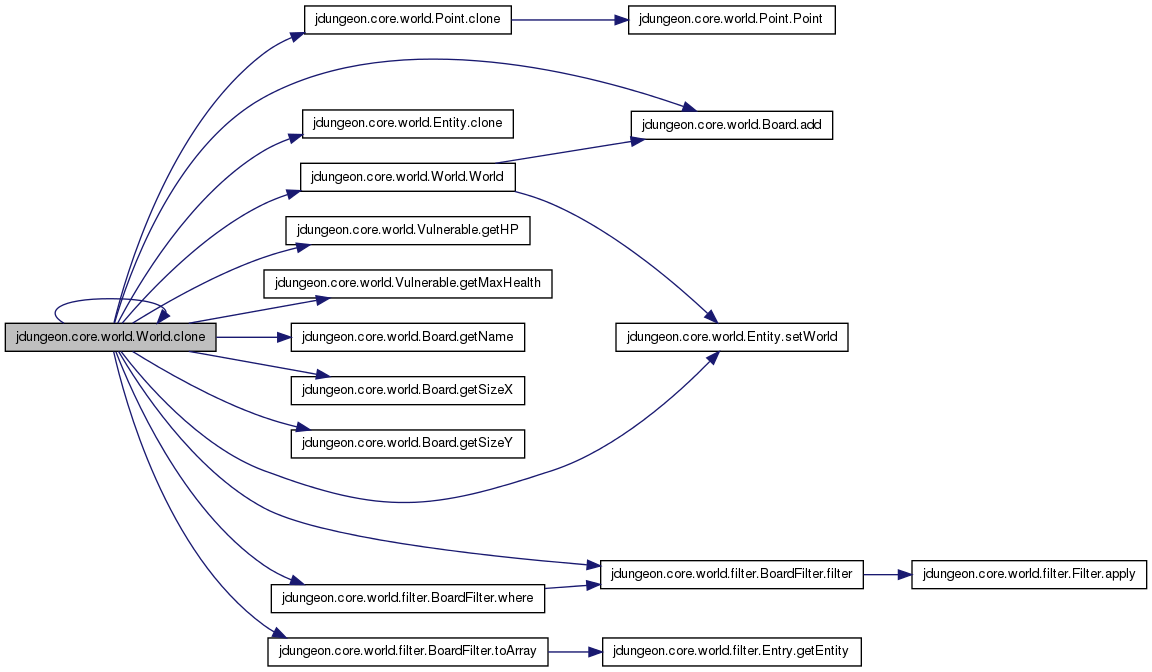 jdungeon.core.world.Point.clone
jdungeon.core.world.Point.Point
jdungeon.core.world.Board.add
jdungeon.core.world.Entity.clone
jdungeon.core.world.World.World
jdungeon.core.world.Vulnerable.getHP
jdungeon.core.world.Vulnerable.getMaxHealth
jdungeon.core.world.World.clone
jdungeon.core.world.Board.getName
jdungeon.core.world.Entity.setWorld
jdungeon.core.world.Board.getSizeX
jdungeon.core.world.Board.getSizeY
jdungeon.core.world.filter.BoardFilter.filter
jdungeon.core.world.filter.Filter.apply
jdungeon.core.world.filter.BoardFilter.where
jdungeon.core.world.filter.BoardFilter.toArray
jdungeon.core.world.filter.Entry.getEntity